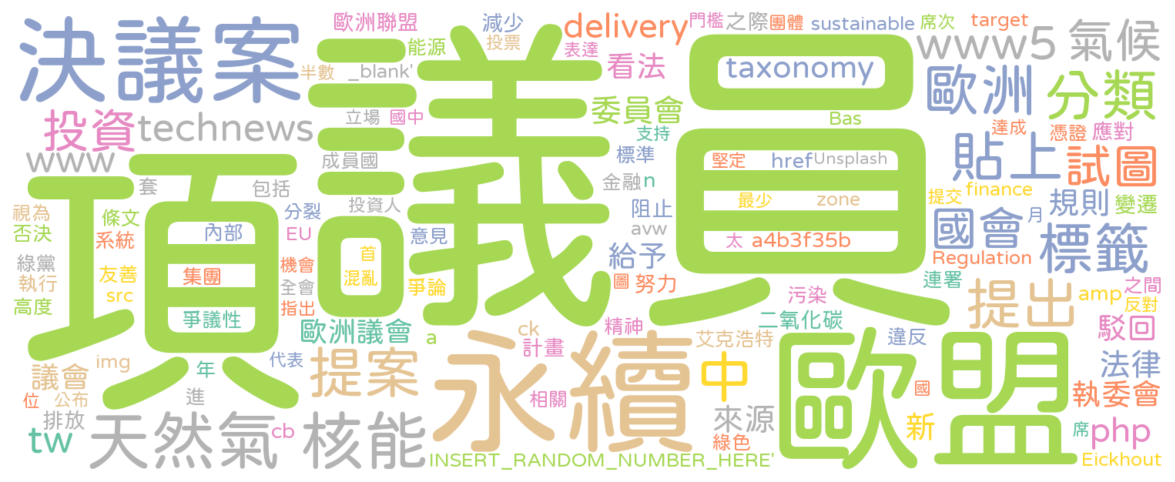 決議案
項
議員
歐盟
永續
歐洲聯盟
減少
能源
投票
半數
_blank'
delivery
表達
門檻
之際
團體
sustainable
席次
target
www5
氣候
看法
taxonomy
歐洲
分類
投資
technews
www
立場
國中
委員會
支持
Bas
達成
憑證
應對
標準
堅定
href
Unsplash
貼上
試圖
成員國
套
包括
投資人
金融
n
阻止
avw
最少
zone
提交
finance
月
規則
變遷
視為
否決
條文
系統
分裂
EU
內部
意見
給予
太
a4b3f35b
國會
Regulation
標籤
綠黨
執行
高度
友善
src
集團
機會
全會
指出
首
混亂
爭論
圖
努力
連署
污染
提出
amp
之間
反對
爭議性
歐洲議會
a
ck
計畫
精神
艾克浩特
二氧化碳
違反
駁回
img
年
代表
提案
議會
位
公布
進
相關
中
國
法律
執委會
排放
tw
天然氣
cb
核能
來源
綠色
新
席
php
INSERT_RANDOM_NUMBER_HERE'
Eickhout